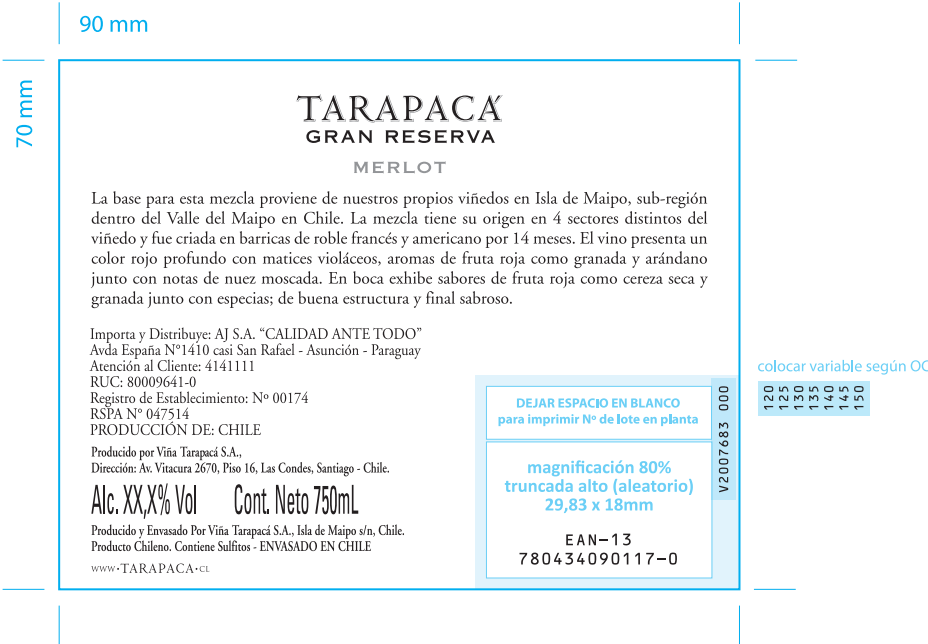 90 mm
70 mm
TARAPACÁ
GRAN RESERVA
MERLOT
La base para esta mezcla proviene de nuestros propios viñedos en Isla de Maipo, sub-región
dentro del Valle del Maipo en Chile. La mezcla tiene su origen en 4 sectores distintos del
viñedo y fue criada en barricas de roble francés y americano por 14 meses. El vino presenta un
color rojo profundo con matices violáceos, aromas de fruta roja como granada y arándano
junto con notas de nuez moscada. En boca exhibe sabores de fruta roja como cereza seca y
granada junto con especias; de buena estructura y final sabroso.
Importa y Distribuye: AJ S.A. “CALIDAD ANTE TODO”
Avda España N°1410 casi San Rafael - Asunción - Paraguay
Atención al Cliente: 4141111
RUC: 80009641-0
Registro de Establecimiento: Nº 00174
RSPA N° 047514
PRODUCCIÓN DE: CHILE
Producido por Viña Tarapacá S.A.,
Dirección: Av. Vitacura 2670, Piso 16, Las Condes, Santiago - Chile.
Alc. XX,X% Vol Cont. Neto 750mL
Producido y Envasado Por Viña Tarapacá S.A., Isla de Maipo s/n, Chile.
Producto Chileno. Contiene Sulfitos - ENVASADO EN CHILE
WWW·TARAPACA·CL
DEJAR ESPACIO EN BLANCO
para imprimir Nº de lote en planta
magnificación 80%
truncada alto (aleatorio)
29,83 x 18mm
EAN-13
780434090117-0
V2007683 000
colocar variable según OC
120
125
130
135
140
145
150